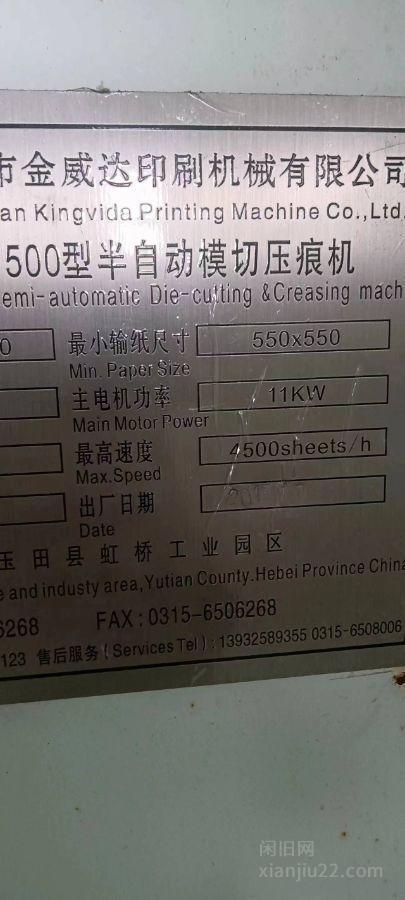 市金威达印刷机械有限公司
an Kingvida Printing Machine Co.,Ltd.
500型半自动模切压痕机
emi-automatic Die-cutting &Creasing mach
0 最小输纸尺寸 550x550
Min. Paper Size
主电机功率 11KW
Main Motor Power
最高速度 4500sheets/h
Max.Speed
出厂日期
Date
玉田县虹桥工业园区
e and industy area,Yutian County.Hebei Province China
6268 FAX:0315-6506268
123 售后服务(Services Tel):13932589355 0315-6508006
闲旧网
xianjiu22.com